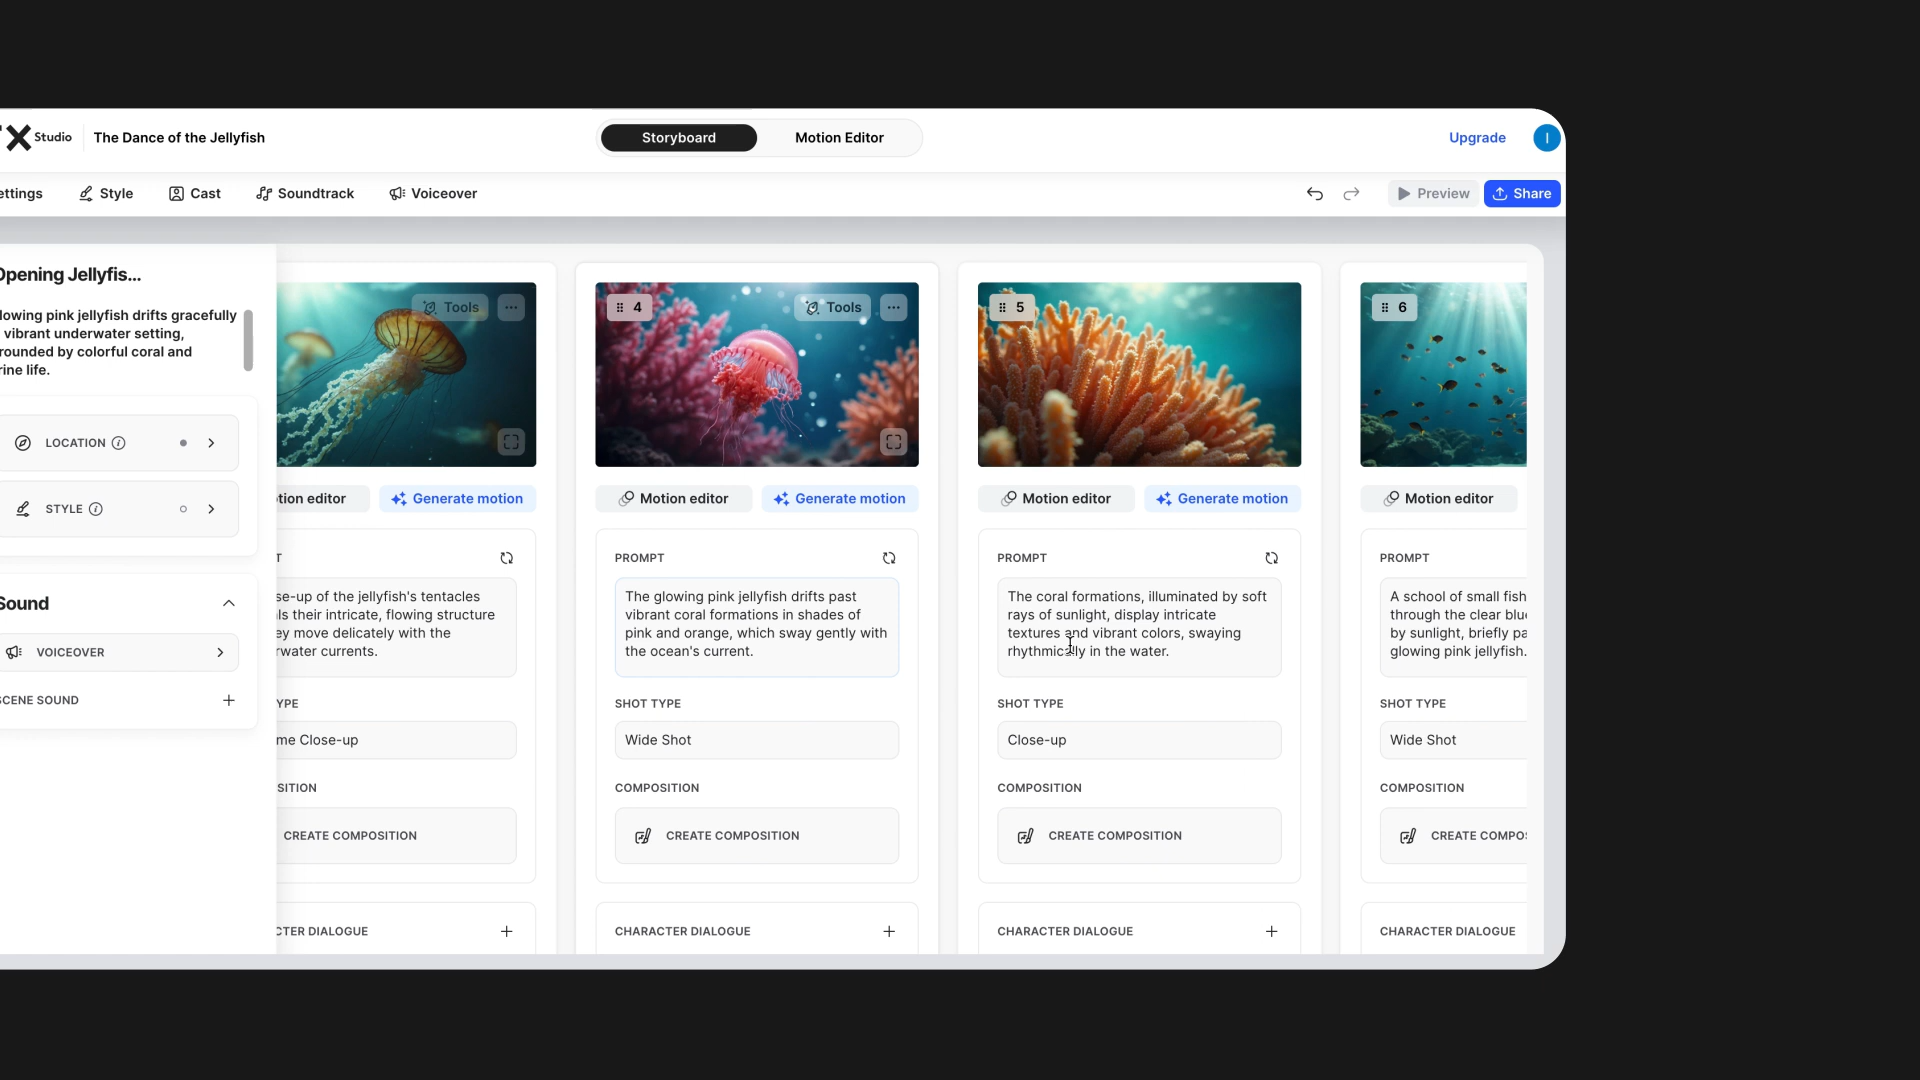 X Studio
The Dance of the Jellyfish
Storyboard
Motion Editor
Upgrade
I
ettings
Style
Cast
Soundtrack
Voiceover
Preview
Share
Opening Jellyfis...
lowing pink jellyfish drifts gracefully
vibrant underwater setting,
rounded by colorful coral and
rine life.
LOCATION
STYLE
Sound
VOICEOVER
SCENE SOUND
Tools
tion editor
Generate motion
T
se-up of the jellyfish's tentacles
ls their intricate, flowing structure
ey move delicately with the
rwater currents.
YPE
me Close-up
SITION
CREATE COMPOSITION
CTER DIALOGUE
4
Tools
Motion editor
Generate motion
PROMPT
The glowing pink jellyfish drifts past
vibrant coral formations in shades of
pink and orange, which sway gently with
the ocean's current.
SHOT TYPE
Wide Shot
COMPOSITION
CREATE COMPOSITION
CHARACTER DIALOGUE
5
Motion editor
Generate motion
PROMPT
The coral formations, illuminated by soft
rays of sunlight, display intricate
textures and vibrant colors, swaying
rhythmically in the water.
SHOT TYPE
Close-up
COMPOSITION
CREATE COMPOSITION
CHARACTER DIALOGUE
6
Motion editor
PROMPT
A school of small fish
through the clear blue
by sunlight, briefly pa
glowing pink jellyfish.
SHOT TYPE
Wide Shot
COMPOSITION
CREATE COMPOS
CHARACTER DIALOGUE